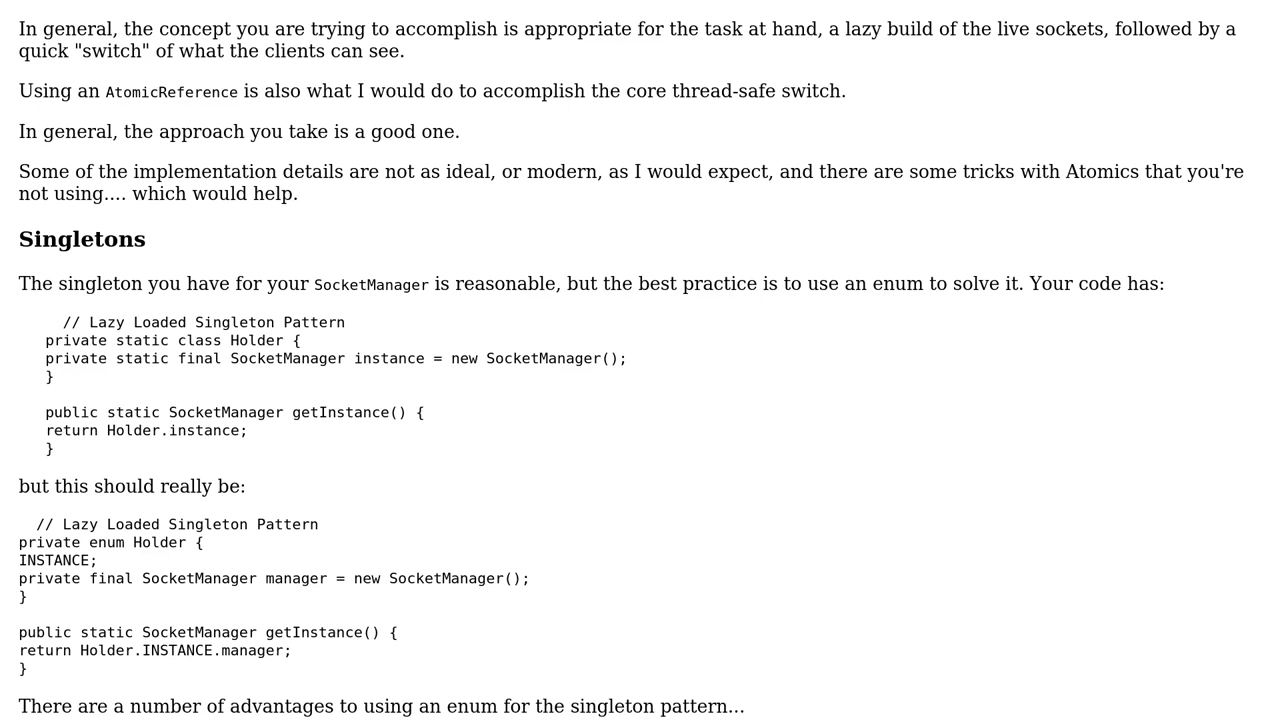 In general, the concept you are trying to accomplish is appropriate for the task at hand, a lazy build of the live sockets, followed by a
quick "switch" of what the clients can see.
Using an AtomicReference is also what I would do to accomplish the core thread-safe switch.
In general, the approach you take is a good one.
Some of the implementation details are not as ideal, or modern, as I would expect, and there are some tricks with Atomics that you're
not using.... which would help.
Singletons
The singleton you have for your SocketManager is reasonable, but the best practice is to use an enum to solve it. Your code has:
// Lazy Loaded Singleton Pattern
private static class Holder {
private static final SocketManager instance = new SocketManager();
}
public static SocketManager getInstance() {
return Holder.instance;
}
but this should really be:
// Lazy Loaded Singleton Pattern
private enum Holder {
INSTANCE;
private final SocketManager manager = new SocketManager();
}
public static SocketManager getInstance() {
return Holder.INSTANCE.manager;
}
There are a number of advantages to using an enum for the singleton pattern...